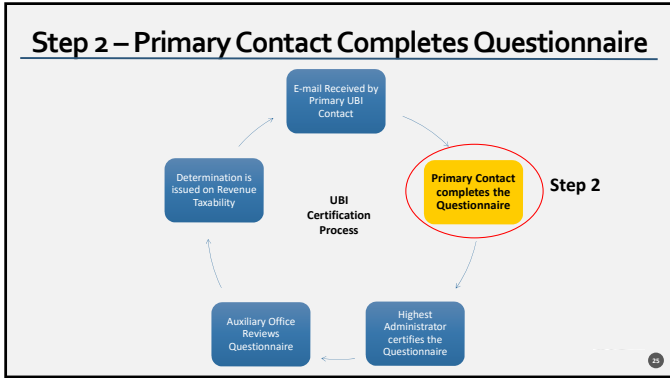 Step 2 – Primary Contact Completes Questionnaire
E-mail Received by
Primary UBI
Contact
Primary Contact
completes the
Questionnaire
Step 2
Highest
Administrator
certifies the
Questionnaire
Auxiliary Office
Reviews
Questionnaire
Determination is
issued on Revenue
Taxability
UBI
Certification
Process
25